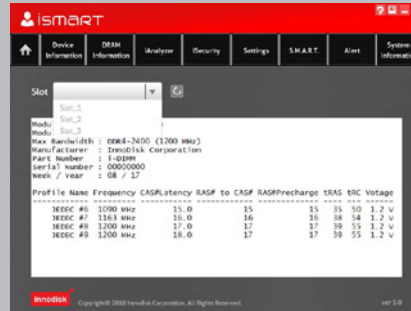 ismart
Device Information
DRAM Information
iAnalyzer
iSecurity
Settings
S.M.A.R.T.
Alert
System
Slot
Slot_1
Slot_2
Slot_3
Modu
Modu
Max Bandwidth : DDR4-2400 (1200 MHz)
Manufacturer : InnoDisk Corporation
Part Number : i-DIMM
Serial Number : 00000000
Week / Year : 08 / 17
Profile Name Frequency CAS#Latency RAS# to CAS# RAS#Precharge tRAS tRC Votage
JEDEC #6 1090 MHz 15.0 15 15 35 50 1.2 V
JEDEC #7 1163 MHz 16.0 16 16 38 54 1.2 V
JEDEC #8 1200 MHz 17.0 17 17 39 55 1.2 V
JEDEC #9 1200 MHz 18.0 17 17 39 55 1.2 V
innodisk Copyright© 2018 Innodisk Corporation. All Rights Reserved. ver 5.0